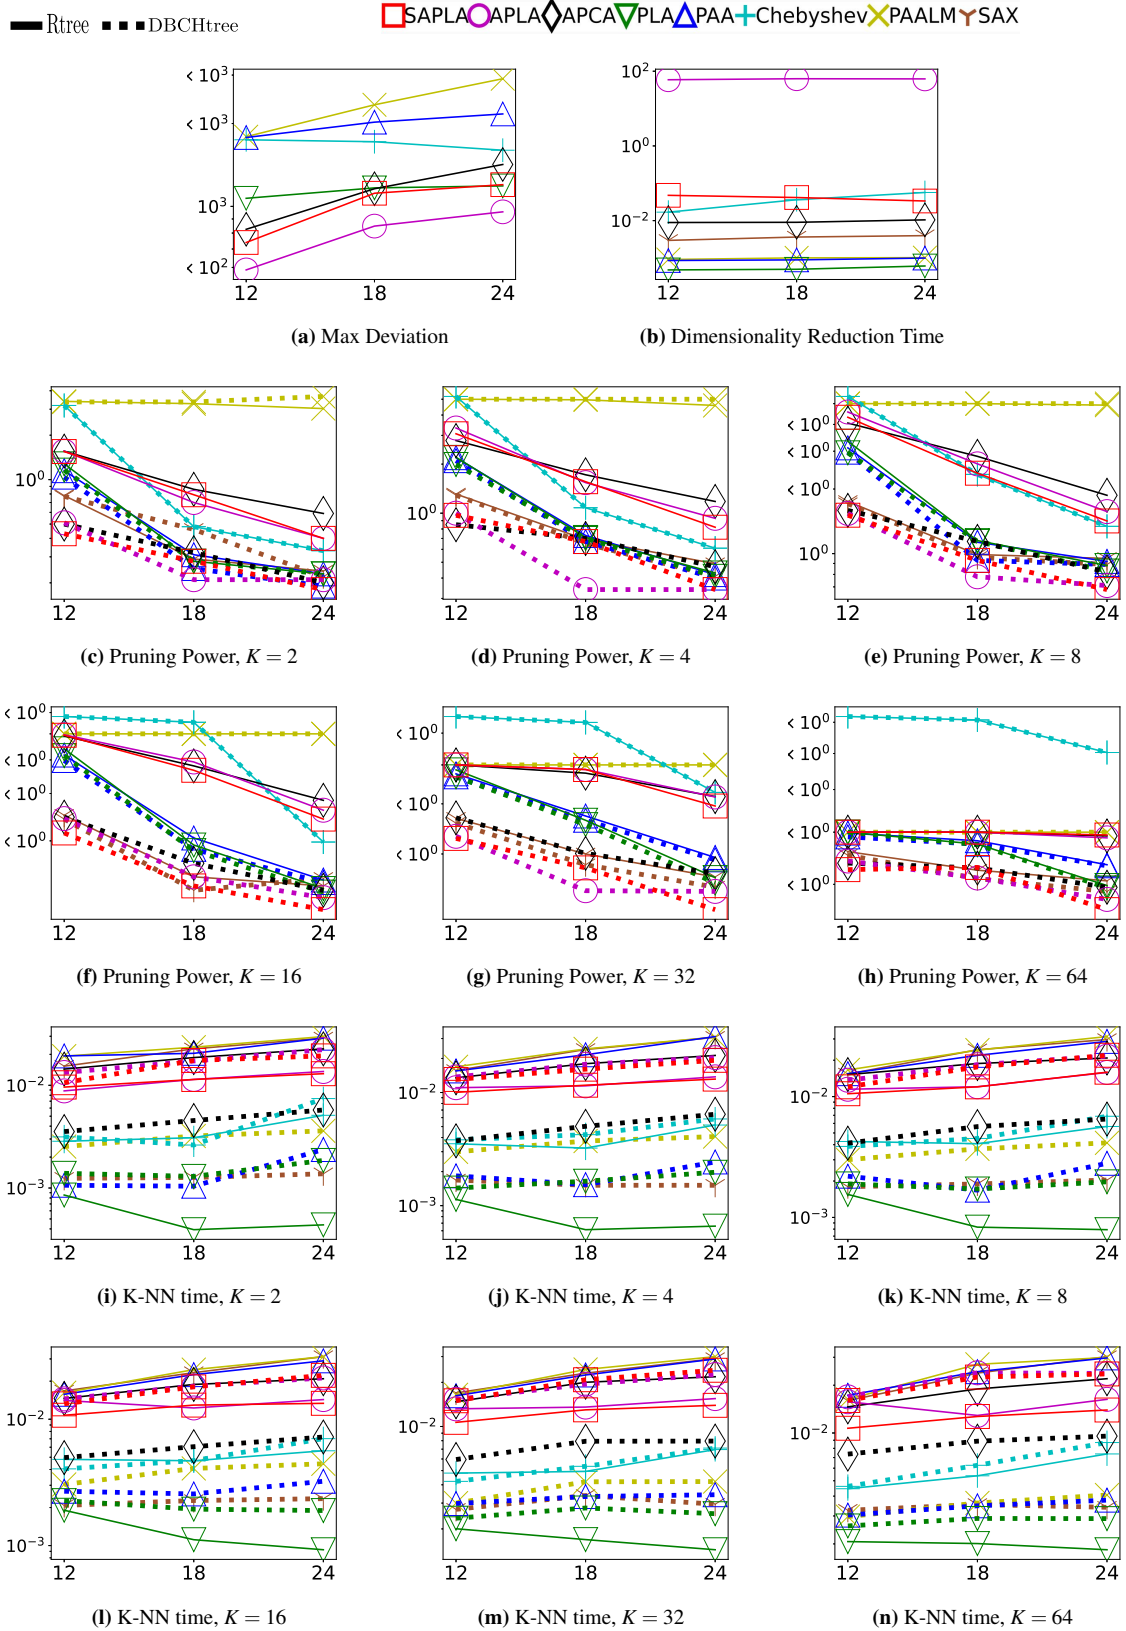 Rtree DBCHtree SAPLA APLA APCA PLA PAA Chebyshev PAALM SAX
< 10³
< 10³
10³
< 10²
12 18 24
10²
10⁰
10⁻²
12 18 24
(a) Max Deviation
(b) Dimensionality Reduction Time
10⁰
12 18 24
10⁰
12 18 24
< 10⁰
< 10⁰
< 10⁰
10⁰
12 18 24
(c) Pruning Power, K = 2
(d) Pruning Power, K = 4
(e) Pruning Power, K = 8
< 10⁰
< 10⁰
< 10⁰
< 10⁰
12 18 24
< 10⁰
< 10⁰
< 10⁰
12 18 24
< 10⁰
< 10⁰
< 10⁰
< 10⁰
< 10⁰
12 18 24
(f) Pruning Power, K = 16
(g) Pruning Power, K = 32
(h) Pruning Power, K = 64
10⁻²
10⁻³
12 18 24
10⁻²
10⁻³
12 18 24
10⁻²
10⁻³
12 18 24
(i) K-NN time, K = 2
(j) K-NN time, K = 4
(k) K-NN time, K = 8
10⁻²
10⁻³
12 18 24
10⁻²
12 18 24
10⁻²
12 18 24
(l) K-NN time, K = 16
(m) K-NN time, K = 32
(n) K-NN time, K = 64